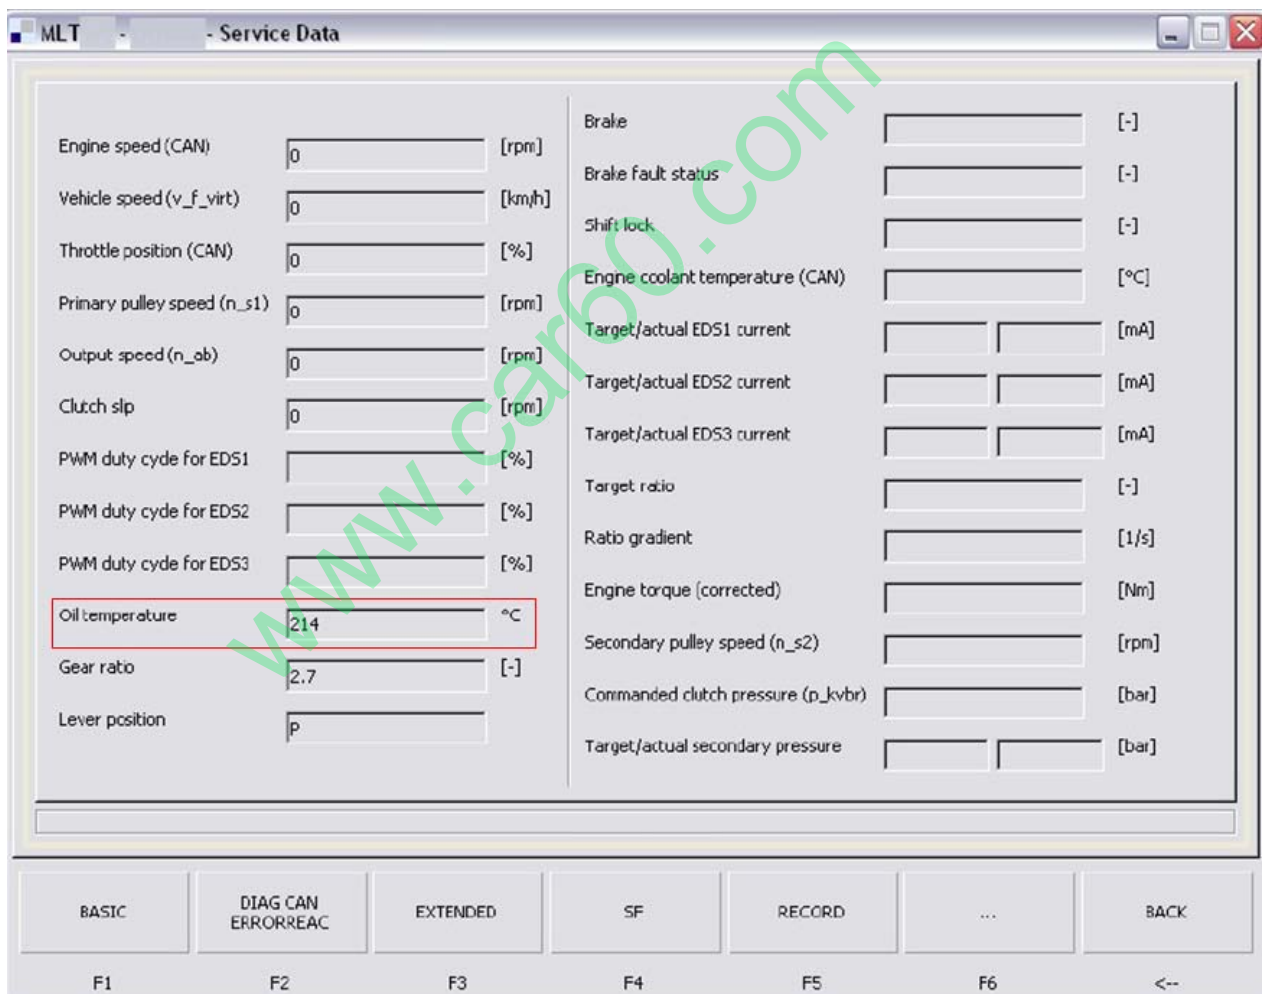 MLT - - Service Data
Engine speed (CAN) 0 [rpm]
Vehicle speed (v_f_virt) 0 [km/h]
Throttle position (CAN) 0 [%]
Primary pulley speed (n_s1) 0 [rpm]
Output speed (n_ab) 0 [rpm]
Clutch slip 0 [rpm]
PWM duty cycle for EDS1 [%]
PWM duty cycle for EDS2 [%]
PWM duty cycle for EDS3 [%]
Oil temperature 214 °C
Gear ratio 2.7 [-]
Lever position P
Brake [-]
Brake fault status [-]
Shift lock [-]
Engine coolant temperature (CAN) [°C]
Target/actual EDS1 current [mA]
Target/actual EDS2 current [mA]
Target/actual EDS3 current [mA]
Target ratio [-]
Ratio gradient [1/s]
Engine torque (corrected) [Nm]
Secondary pulley speed (n_s2) [rpm]
Commanded clutch pressure (p_kvbr) [bar]
Target/actual secondary pressure [bar]
www.car60.com
BASIC
DIAG CAN
ERRORREAC
EXTENDED
SF
RECORD
...
BACK
F1 F2 F3 F4 F5 F6 <--